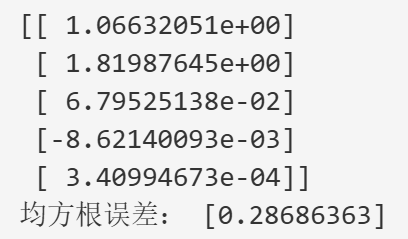 [[ 1.06632051e+00]
 [ 1.81987645e+00]
 [ 6.79525138e-02]
 [-8.62140093e-03]
 [ 3.40994673e-04]]
均方根误差： [0.28686363]